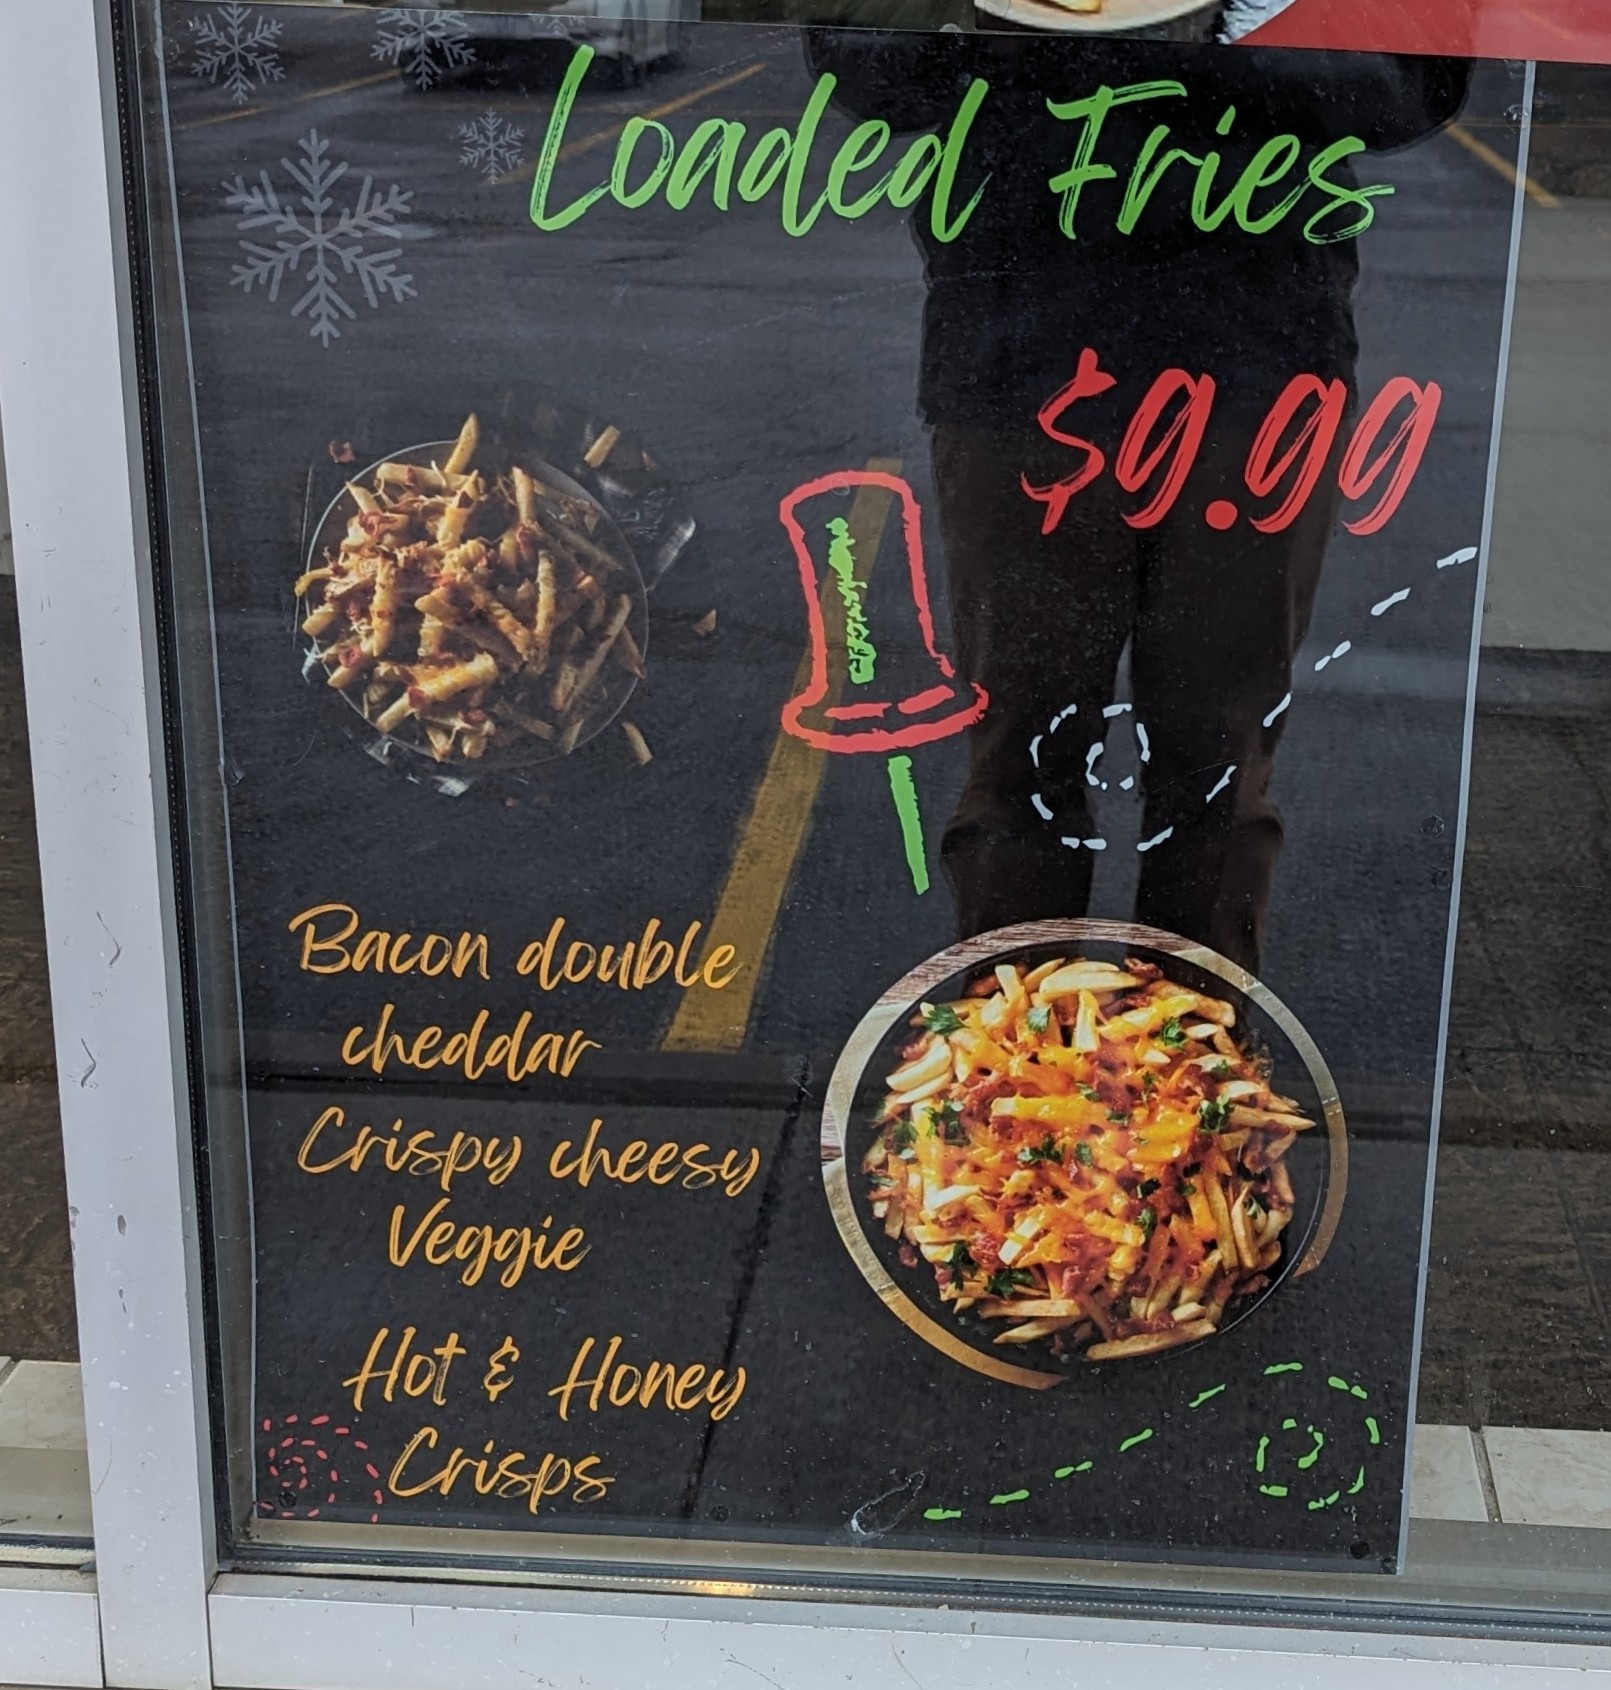 Loaded Fries
$9.99
Bacon double
cheddar
Crispy cheesy
Veggie
Hot & Honey
Crisps